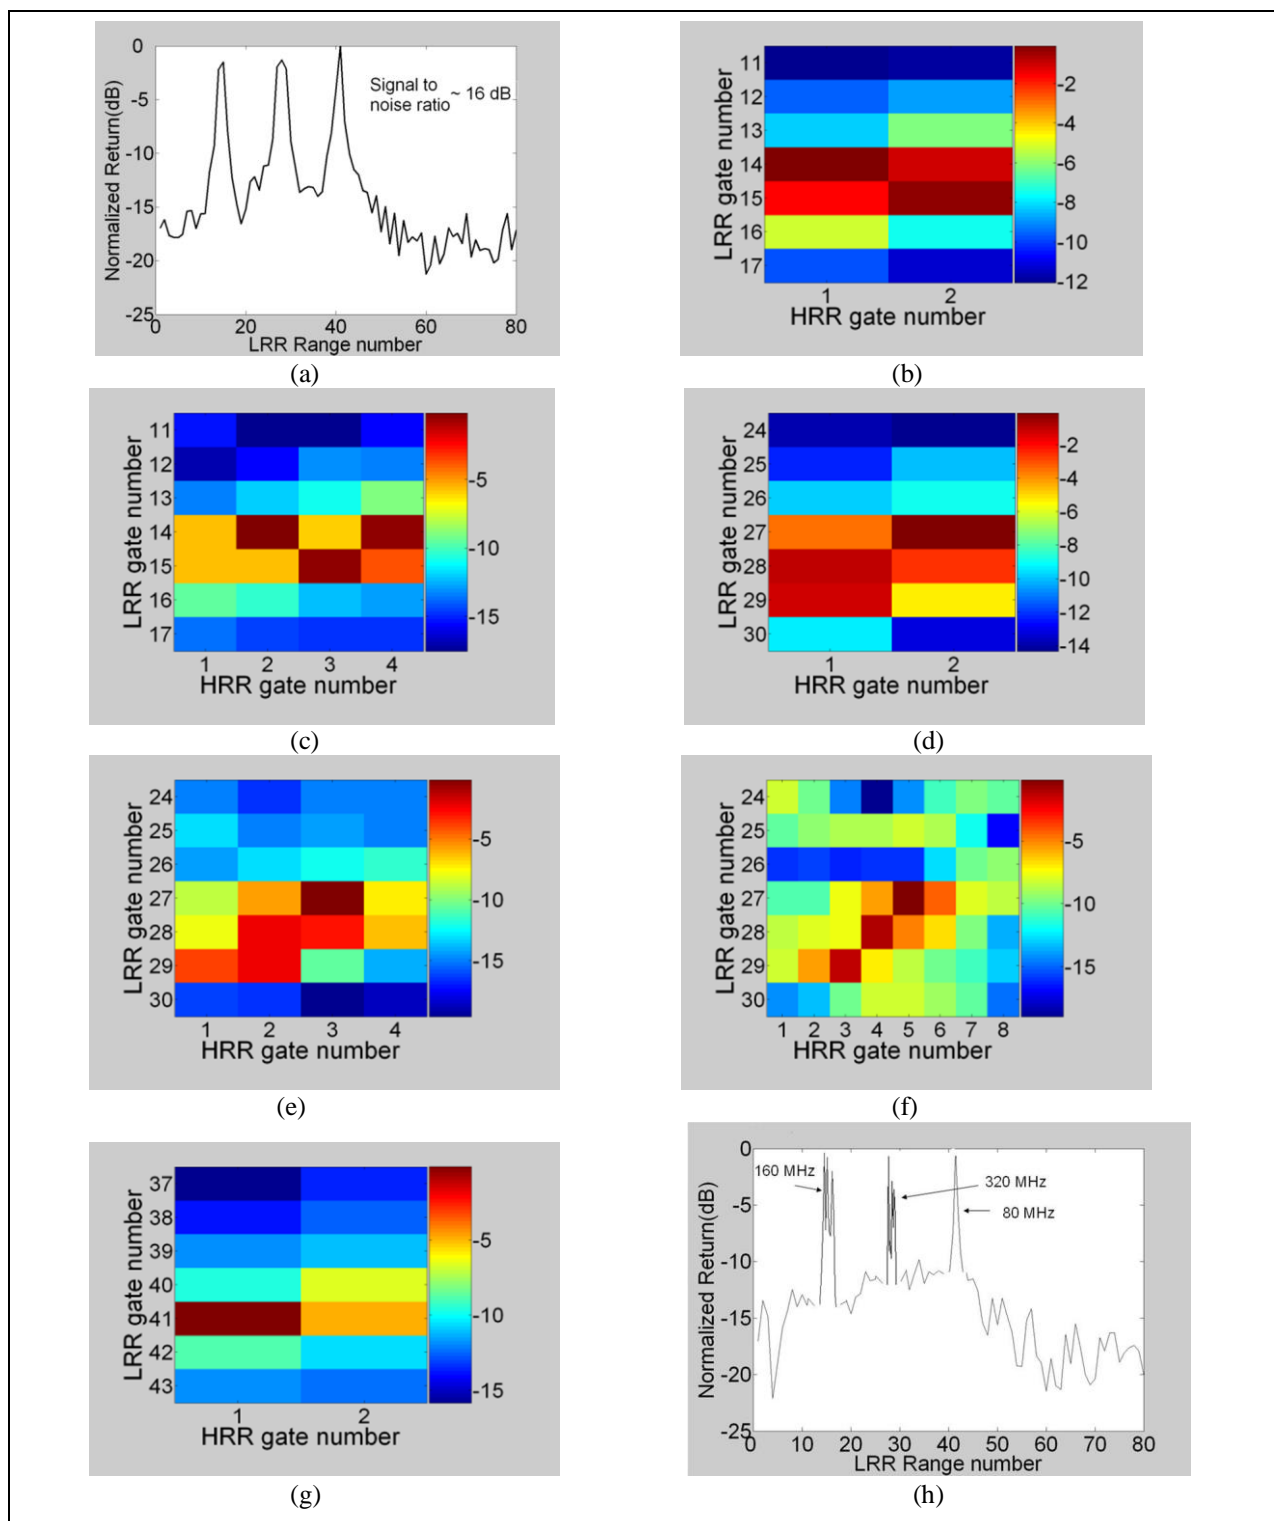 0
-5
-10
-15
-20
-25
Normalized Return(dB)
Signal to
noise ratio ~ 16 dB
0 20 40 60 80
LRR Range number
(a)
11
12
13
14
15
16
17
LRR gate number
1 2
HRR gate number
-2
-4
-6
-8
-10
-12
(b)
11
12
13
14
15
16
17
LRR gate number
1 2 3 4
HRR gate number
-5
-10
-15
(c)
24
25
26
27
28
29
30
LRR gate number
1 2
HRR gate number
-2
-4
-6
-8
-10
-12
-14
(d)
24
25
26
27
28
29
30
LRR gate number
1 2 3 4
HRR gate number
-5
-10
-15
(e)
24
25
26
27
28
29
30
LRR gate number
1 2 3 4 5 6 7 8
HRR gate number
-5
-10
-15
(f)
37
38
39
40
41
42
43
LRR gate number
1 2
HRR gate number
-5
-10
-15
(g)
0
-5
-10
-15
-20
-25
Normalized Return(dB)
160 MHz
320 MHz
80 MHz
0 10 20 30 40 50 60 70 80
LRR Range number
(h)